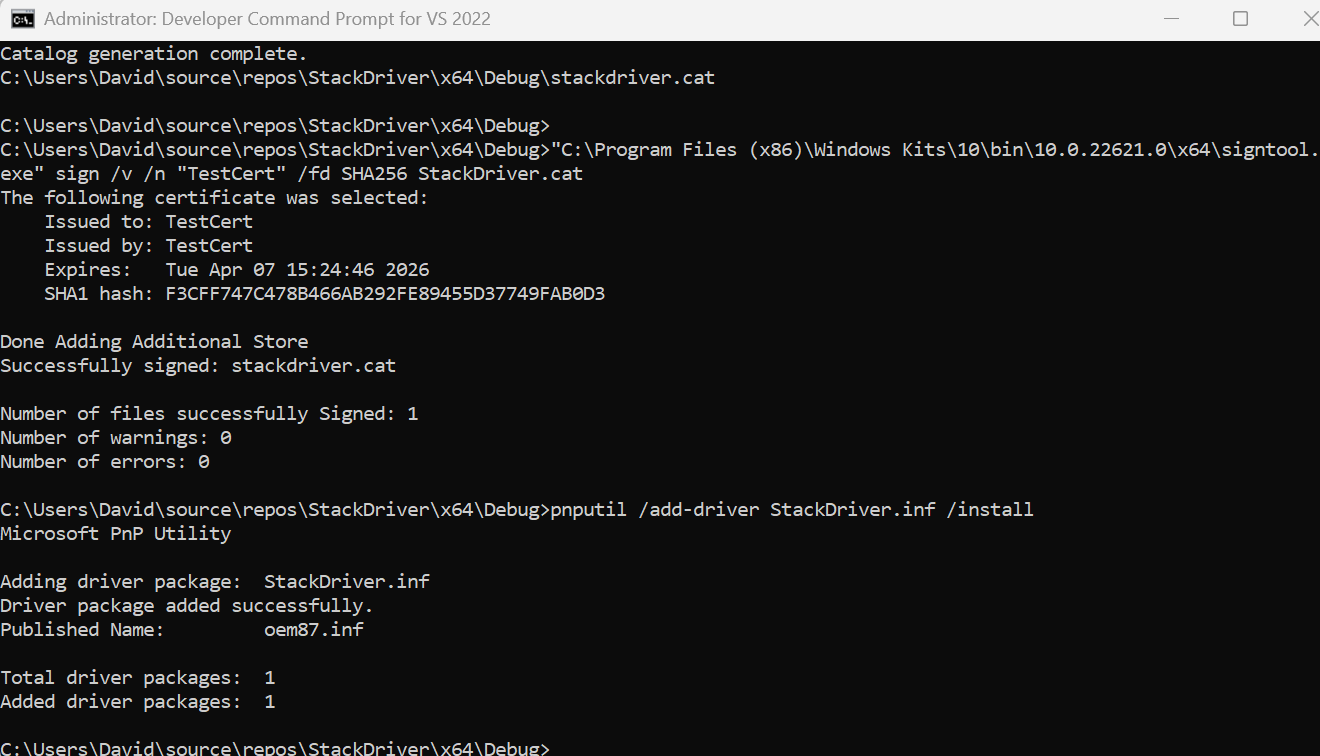 Administrator: Developer Command Prompt for VS 2022
Catalog generation complete.
C:\Users\David\source\repos\StackDriver\x64\Debug\stackdriver.cat
C:\Users\David\source\repos\StackDriver\x64\Debug>
C:\Users\David\source\repos\StackDriver\x64\Debug>"C:\Program Files (x86)\Windows Kits\10\bin\10.0.22621.0\x64\signtool.
exe" sign /v /n "TestCert" /fd SHA256 StackDriver.cat
The following certificate was selected:
    Issued to: TestCert
    Issued by: TestCert
    Expires:   Tue Apr 07 15:24:46 2026
    SHA1 hash: F3CFF747C478B466AB292FE89455D37749FAB0D3
Done Adding Additional Store
Successfully signed: stackdriver.cat
Number of files successfully Signed: 1
Number of warnings: 0
Number of errors: 0
C:\Users\David\source\repos\StackDriver\x64\Debug>pnputil /add-driver StackDriver.inf /install
Microsoft PnP Utility
Adding driver package:  StackDriver.inf
Driver package added successfully.
Published Name:         oem87.inf
Total driver packages:  1
Added driver packages:  1
C:\Users\David\source\repos\StackDriver\x64\Debug>